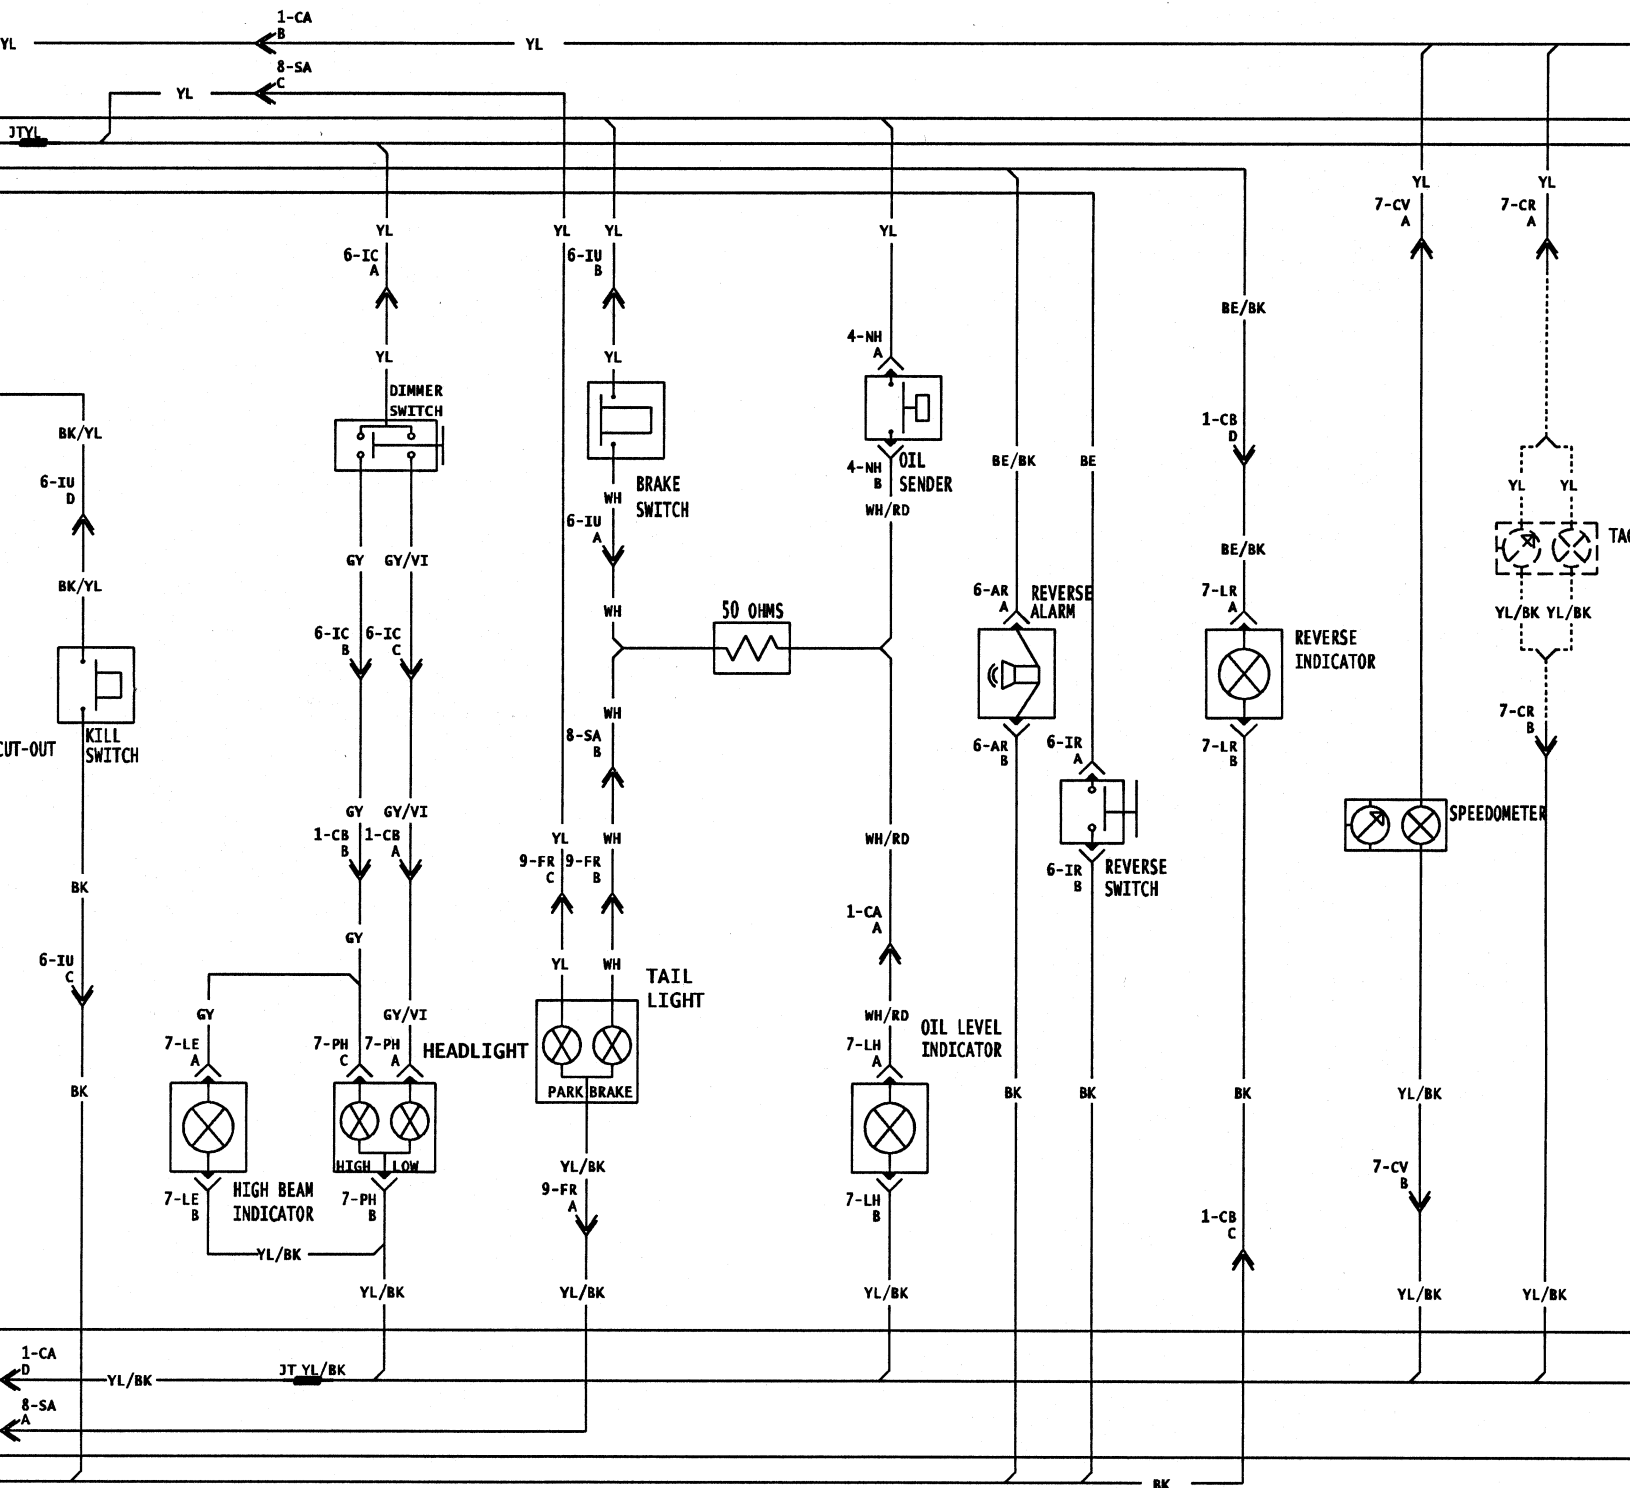 1-CA
B
YL
YL
8-SA
C
YL
JTYL
YL
7-CV
A
YL
7-CR
A
YL
6-IC
A
YL
YL
6-IU
B
YL
BE/BK
4-NH
A
YL
YL
DIMMER
SWITCH
BK/YL
1-CB
D
6-IU
D
BRAKE
SWITCH
WH
6-IU
A
4-NH
B
OIL
SENDER
WH/RD
BE/BK
BE
YL
YL
GY
GY/VI
BE/BK
BK/YL
6-AR
A
REVERSE
ALARM
7-LR
A
WH
50 OHMS
YL/BK
YL/BK
6-IC
B
6-IC
C
REVERSE
INDICATOR
WH
8-SA
B
7-CR
B
CUT-OUT
KILL
SWITCH
6-AR
B
6-IR
A
7-LR
B
GY
GY/VI
1-CB
B
1-CB
A
YL
WH
9-FR
C
9-FR
B
WH/RD
SPEEDOMETER
6-IR
B
REVERSE
SWITCH
BK
1-CA
A
GY
6-IU
C
YL
WH
TAIL
LIGHT
GY
GY/VI
WH/RD
OIL LEVEL
INDICATOR
7-LE
A
7-PH
C
7-PH
A
HEADLIGHT
7-LH
A
BK
PARK
BRAKE
BK
BK
BK
YL/BK
HIGH
LOW
YL/BK
7-CV
B
7-LE
B
HIGH BEAM
INDICATOR
7-PH
B
9-FR
A
7-LH
B
1-CB
C
YL/BK
YL/BK
YL/BK
YL/BK
YL/BK
YL/BK
1-CA
D
YL/BK
JT YL/BK
8-SA
A
BK